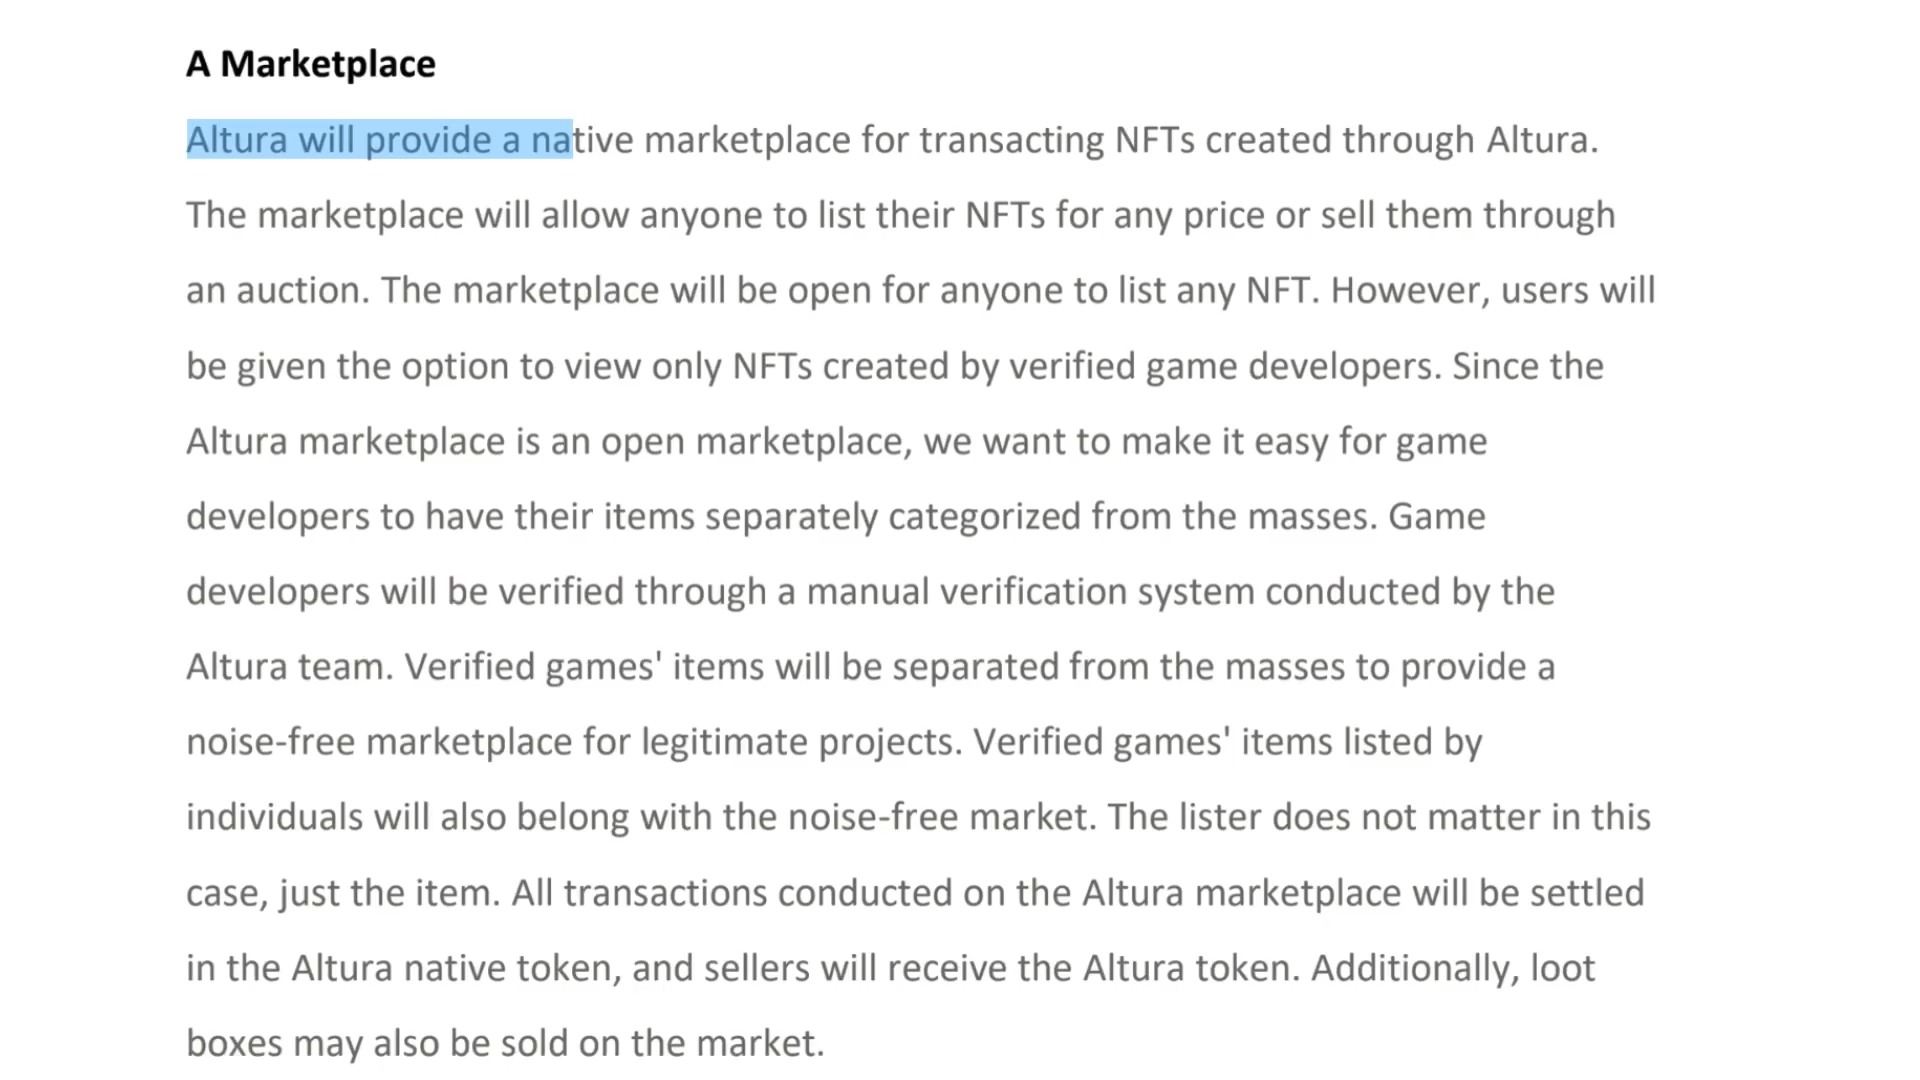 A Marketplace
Altura will provide a native marketplace for transacting NFTs created through Altura.
The marketplace will allow anyone to list their NFTs for any price or sell them through
an auction. The marketplace will be open for anyone to list any NFT. However, users will
be given the option to view only NFTs created by verified game developers. Since the
Altura marketplace is an open marketplace, we want to make it easy for game
developers to have their items separately categorized from the masses. Game
developers will be verified through a manual verification system conducted by the
Altura team. Verified games' items will be separated from the masses to provide a
noise-free marketplace for legitimate projects. Verified games' items listed by
individuals will also belong with the noise-free market. The lister does not matter in this
case, just the item. All transactions conducted on the Altura marketplace will be settled
in the Altura native token, and sellers will receive the Altura token. Additionally, loot
boxes may also be sold on the market.